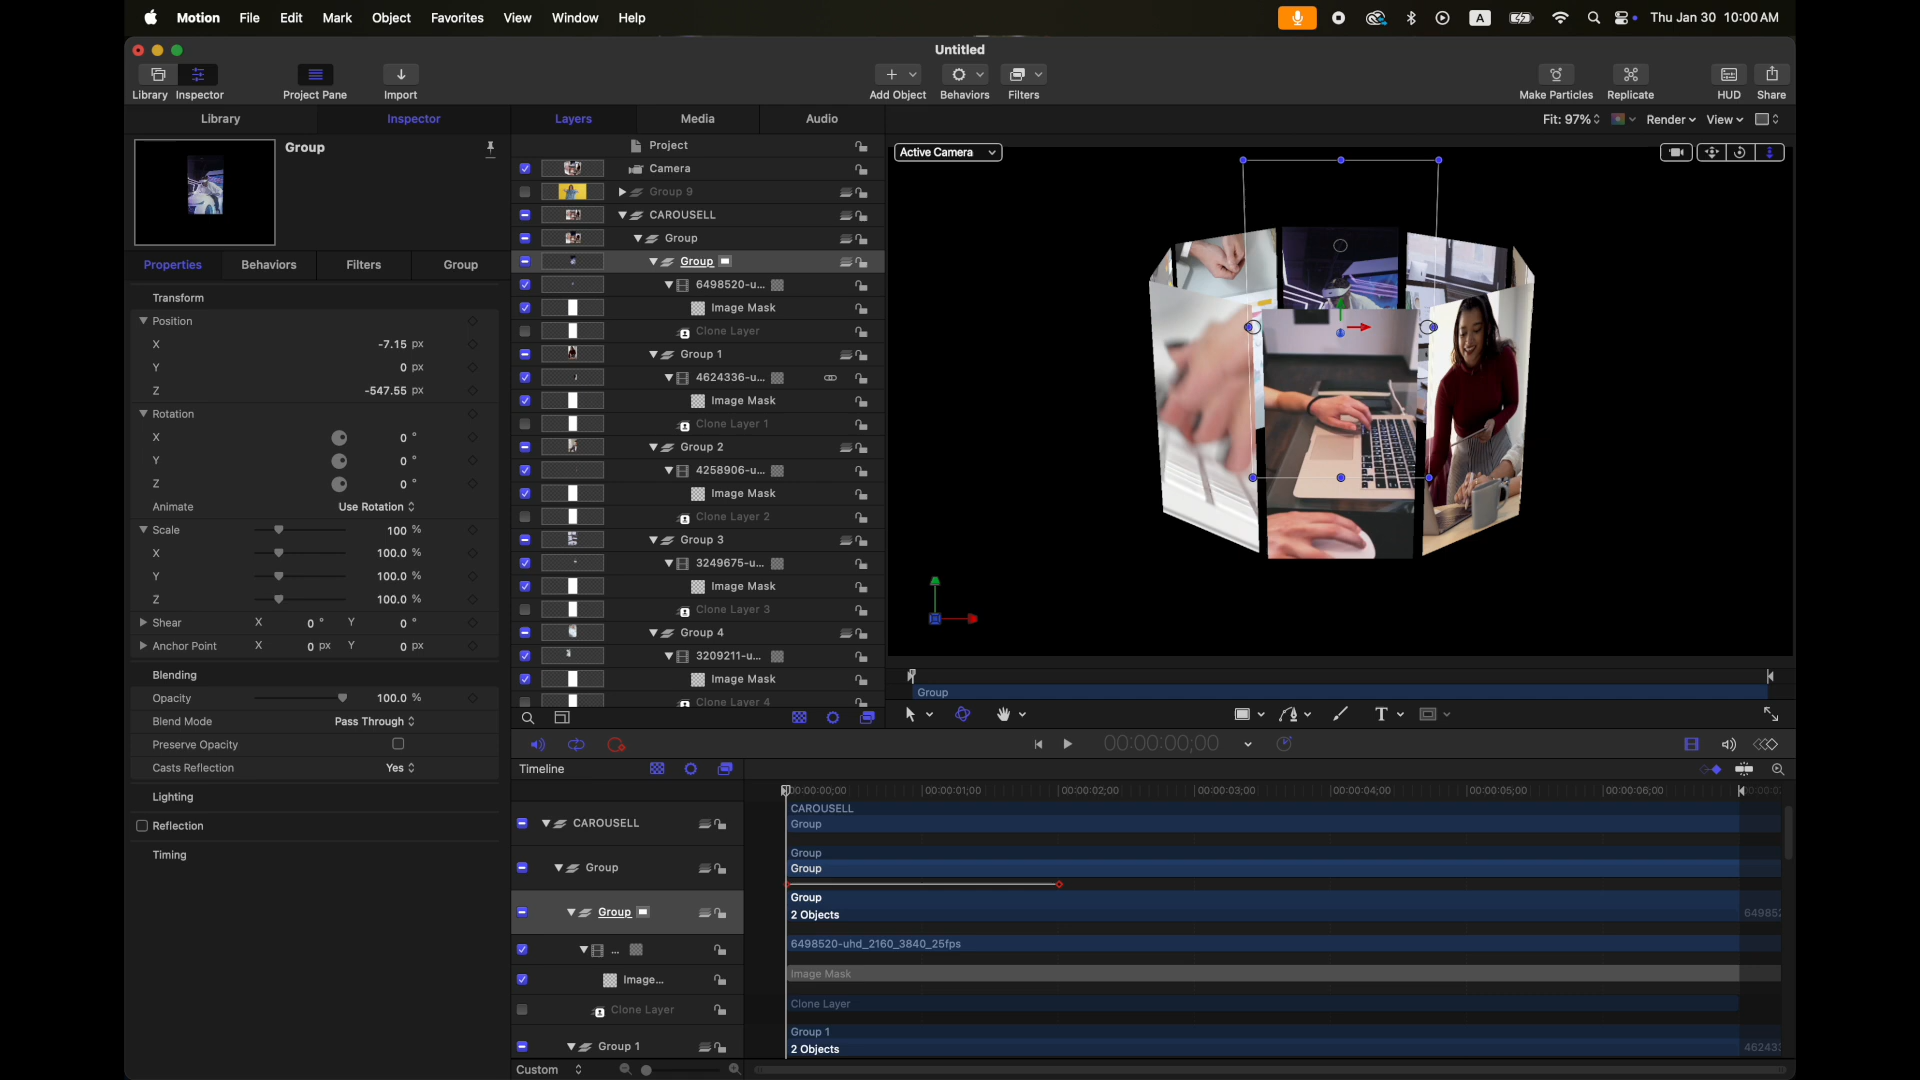 Motion File Edit Mark Object Favorites View Window Help
A
Thu Jan 30 10:00 AM
Untitled
Library Inspector Project Pane Import
Add Object Behaviors Filters
Make Particles Replicate HUD Share
Library Inspector
Layers Media Audio
Fit: 97% Render View
Group
Active Camera
Properties Behaviors Filters Group
Transform
Position
X -7.15 px
Y 0 px
Z -547.55 px
Rotation
X 0 °
Y 0 °
Z 0 °
Animate Use Rotation
Scale 100 %
X 100.0 %
Y 100.0 %
Z 100.0 %
Shear X 0 ° Y 0 °
Anchor Point X 0 px Y 0 px
Blending
Opacity 100.0 %
Blend Mode Pass Through
Preserve Opacity
Casts Reflection Yes
Lighting
Reflection
Timing
Project
Camera
Group 9
CAROUSELL
Group
Group
6498520-u...
Image Mask
Clone Layer
Group 1
4624336-u...
Image Mask
Clone Layer 1
Group 2
4258906-u...
Image Mask
Clone Layer 2
Group 3
3249675-u...
Image Mask
Clone Layer 3
Group 4
3209211-u...
Image Mask
Clone Layer 4
Group
T
00:00:00;00
Timeline
00:00:00;00 00:00:01;00 00:00:02;00 00:00:03;00 00:00:04;00 00:00:05;00 00:00:06;00
CAROUSELL
Group
Group
Group
Group
2 Objects
6498520-uhd_2160_3840_25fps
Image Mask
Clone Layer
Group 1
2 Objects
CAROUSELL
Group
Group
...
Image...
Clone Layer
Group 1
Custom